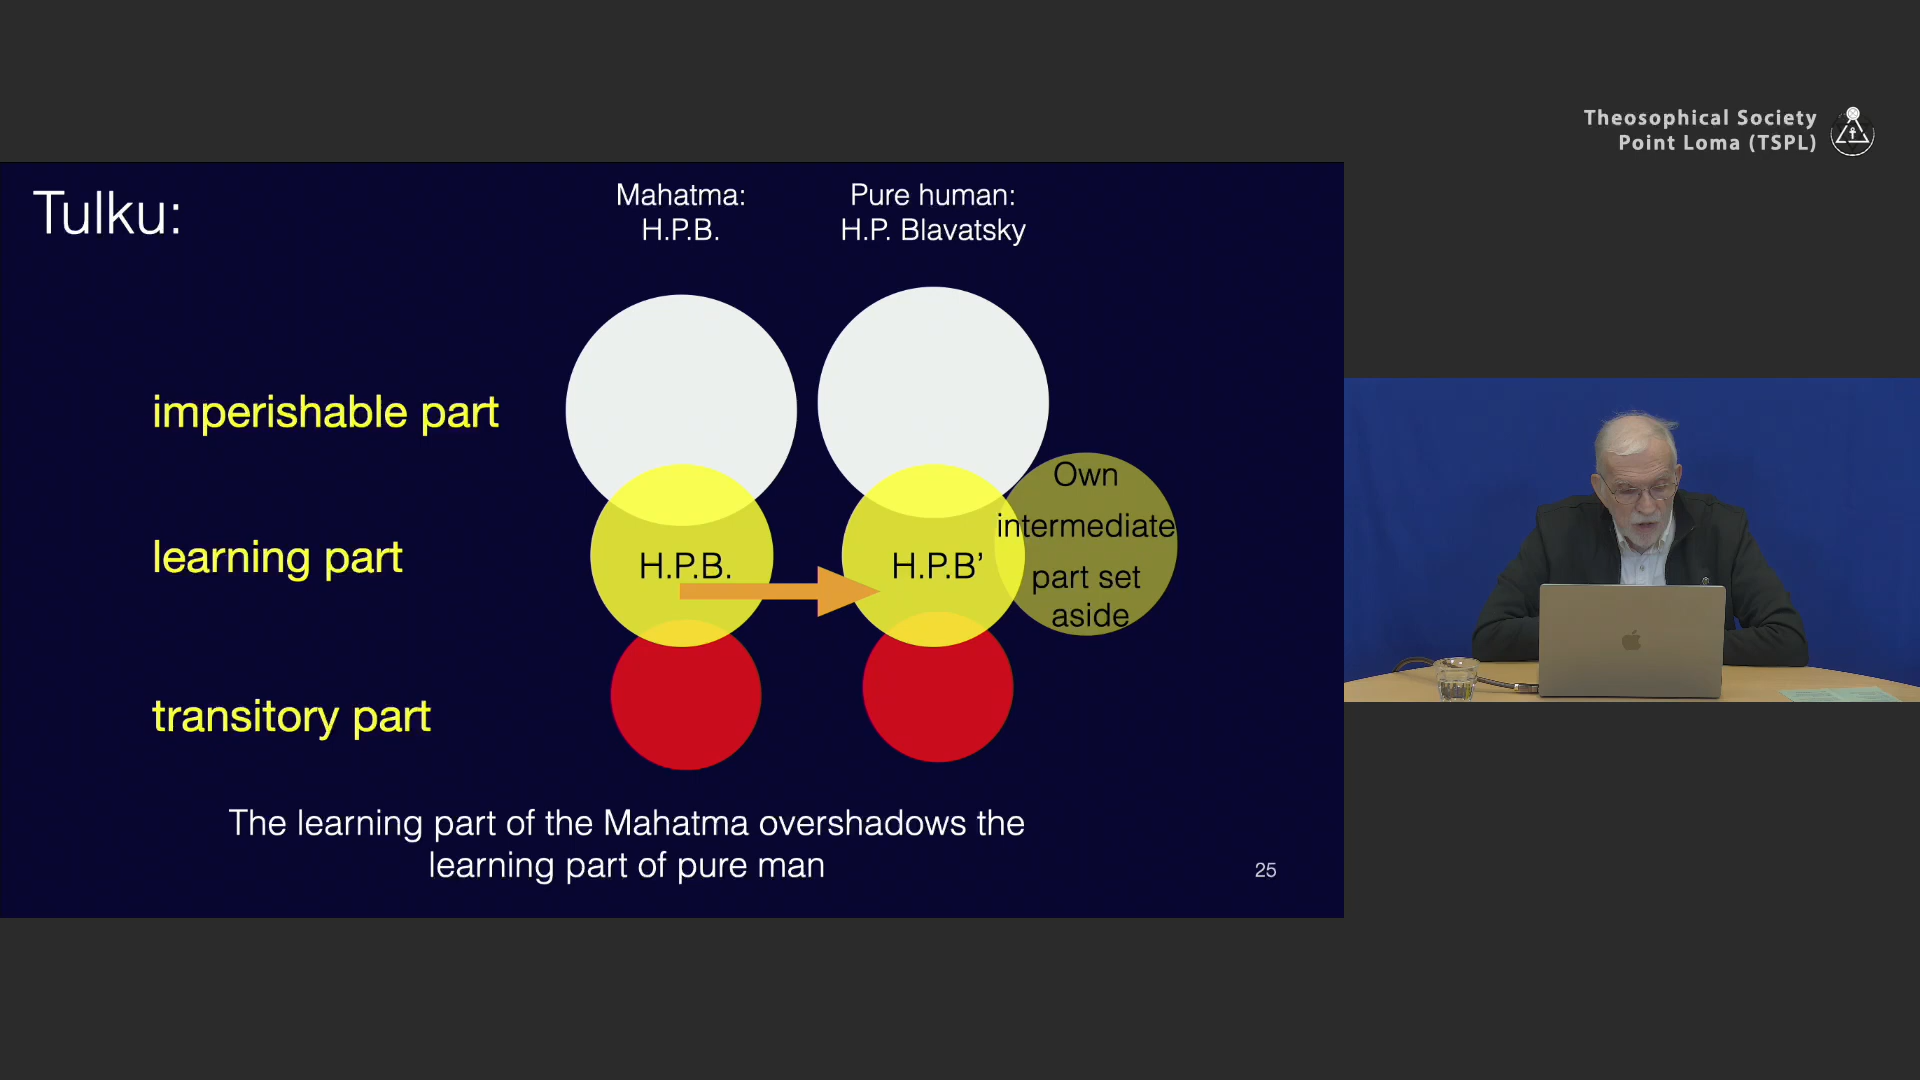 Theosophical Society
Point Loma (TSPL)
Tulku:
Mahatma:
H.P.B.
Pure human:
H.P. Blavatsky
imperishable part
learning part
transitory part
H.P.B.
H.P.B’
Own
intermediate
part set
aside
The learning part of the Mahatma overshadows the
learning part of pure man
25